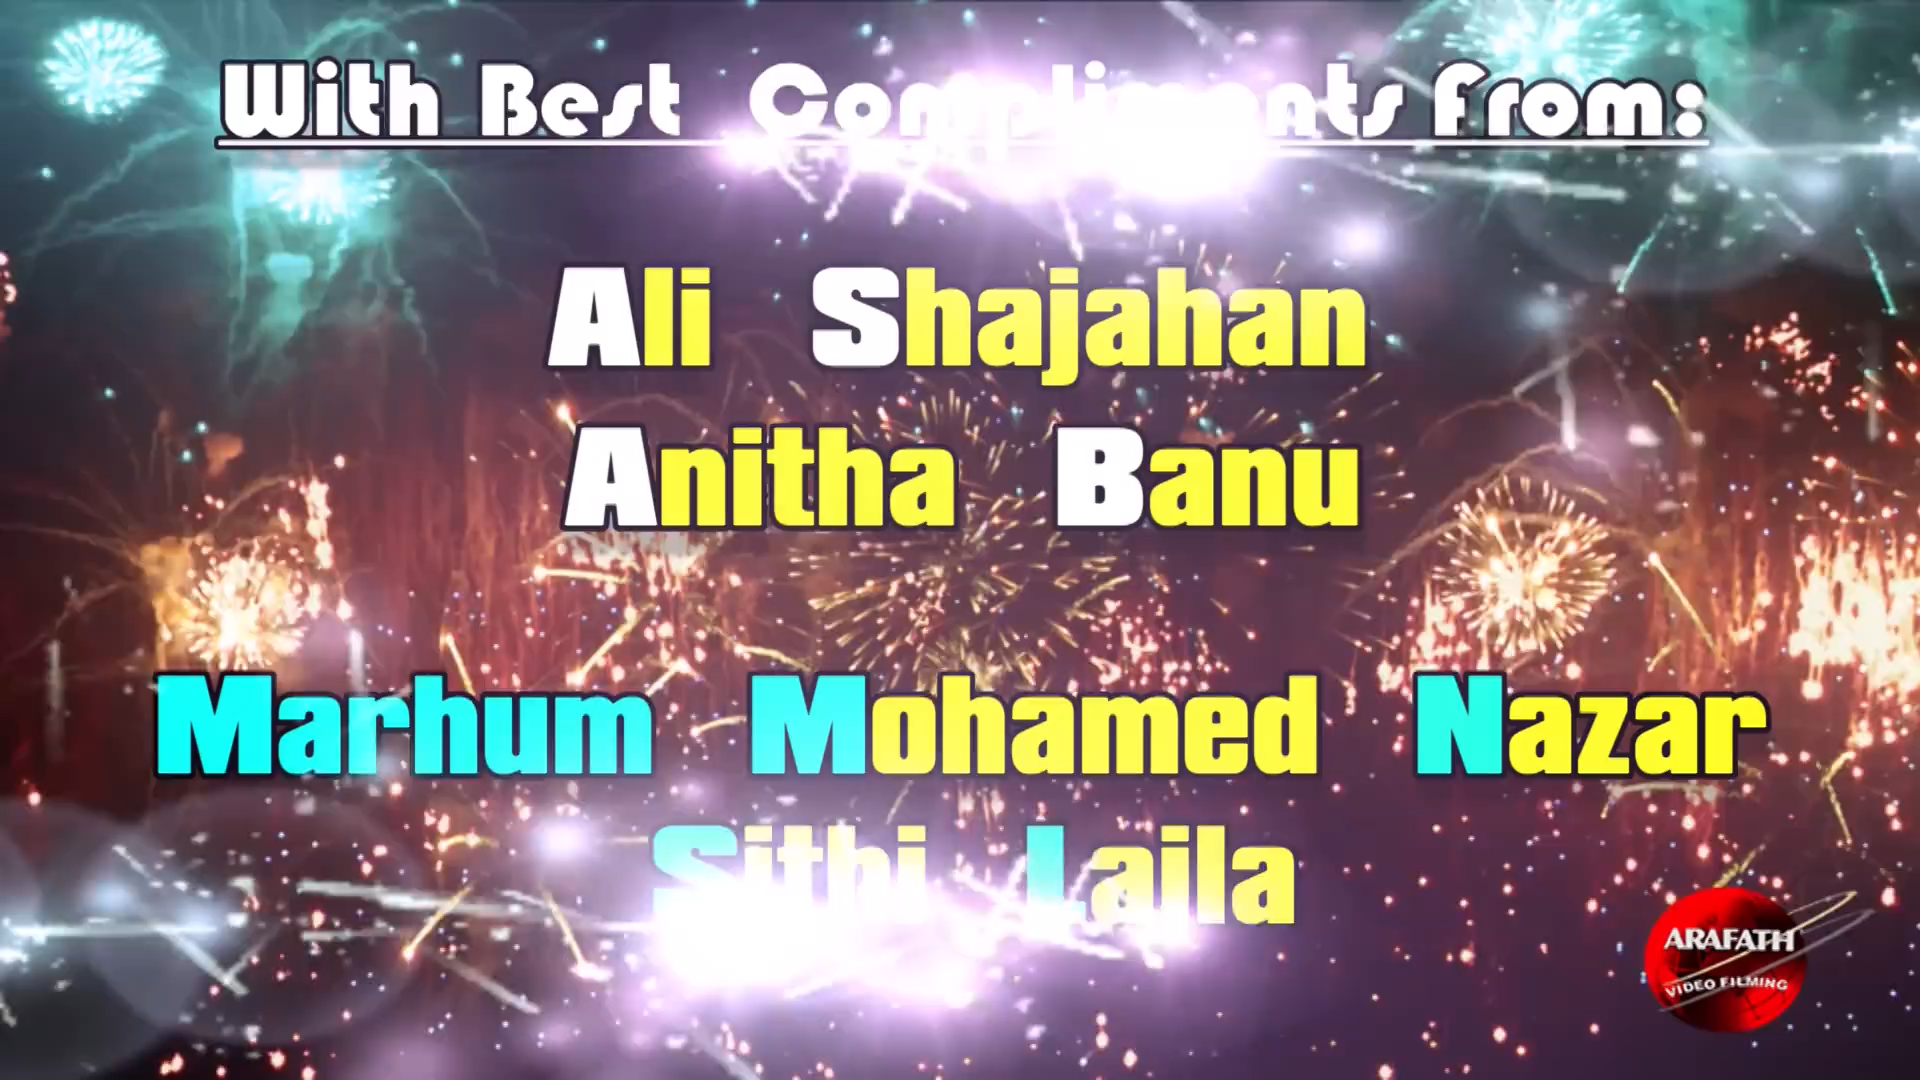 With Best Compliments From:
Ali Shajahan
Anitha Banu
Marhum Mohamed Nazar
Sithi Laila
ARAFATH
VIDEO FILMING